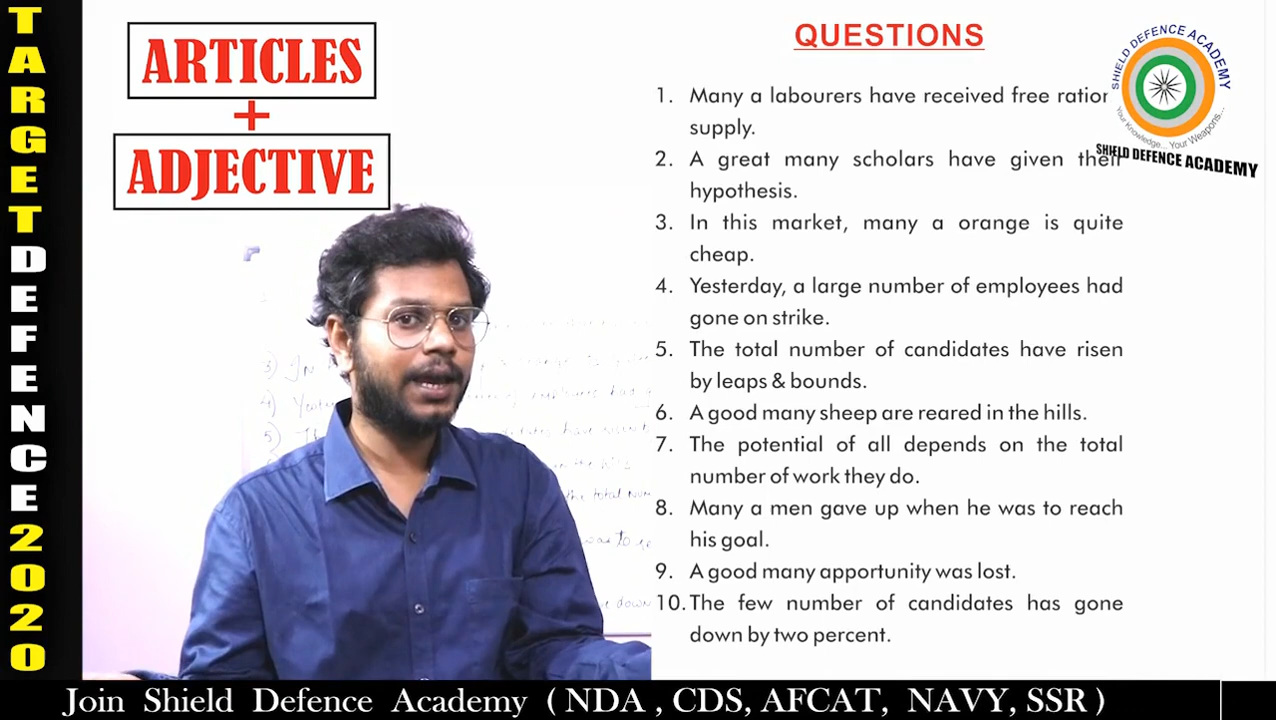 TARGET DEFENCE 2020
ARTICLES
+
ADJECTIVE
QUESTIONS
SHIELD DEFENCE ACADEMY
Your Knowledge... Your Weapons...
SHIELD DEFENCE ACADEMY
1. Many a labourers have received free ration
supply.
2. A great many scholars have given their
hypothesis.
3. In this market, many a orange is quite
cheap.
4. Yesterday, a large number of employees had
gone on strike.
5. The total number of candidates have risen
by leaps & bounds.
6. A good many sheep are reared in the hills.
7. The potential of all depends on the total
number of work they do.
8. Many a men gave up when he was to reach
his goal.
9. A good many apportunity was lost.
10. The few number of candidates has gone
down by two percent.
3) In
4)
5)
Join Shield Defence Academy ( NDA , CDS, AFCAT, NAVY, SSR )